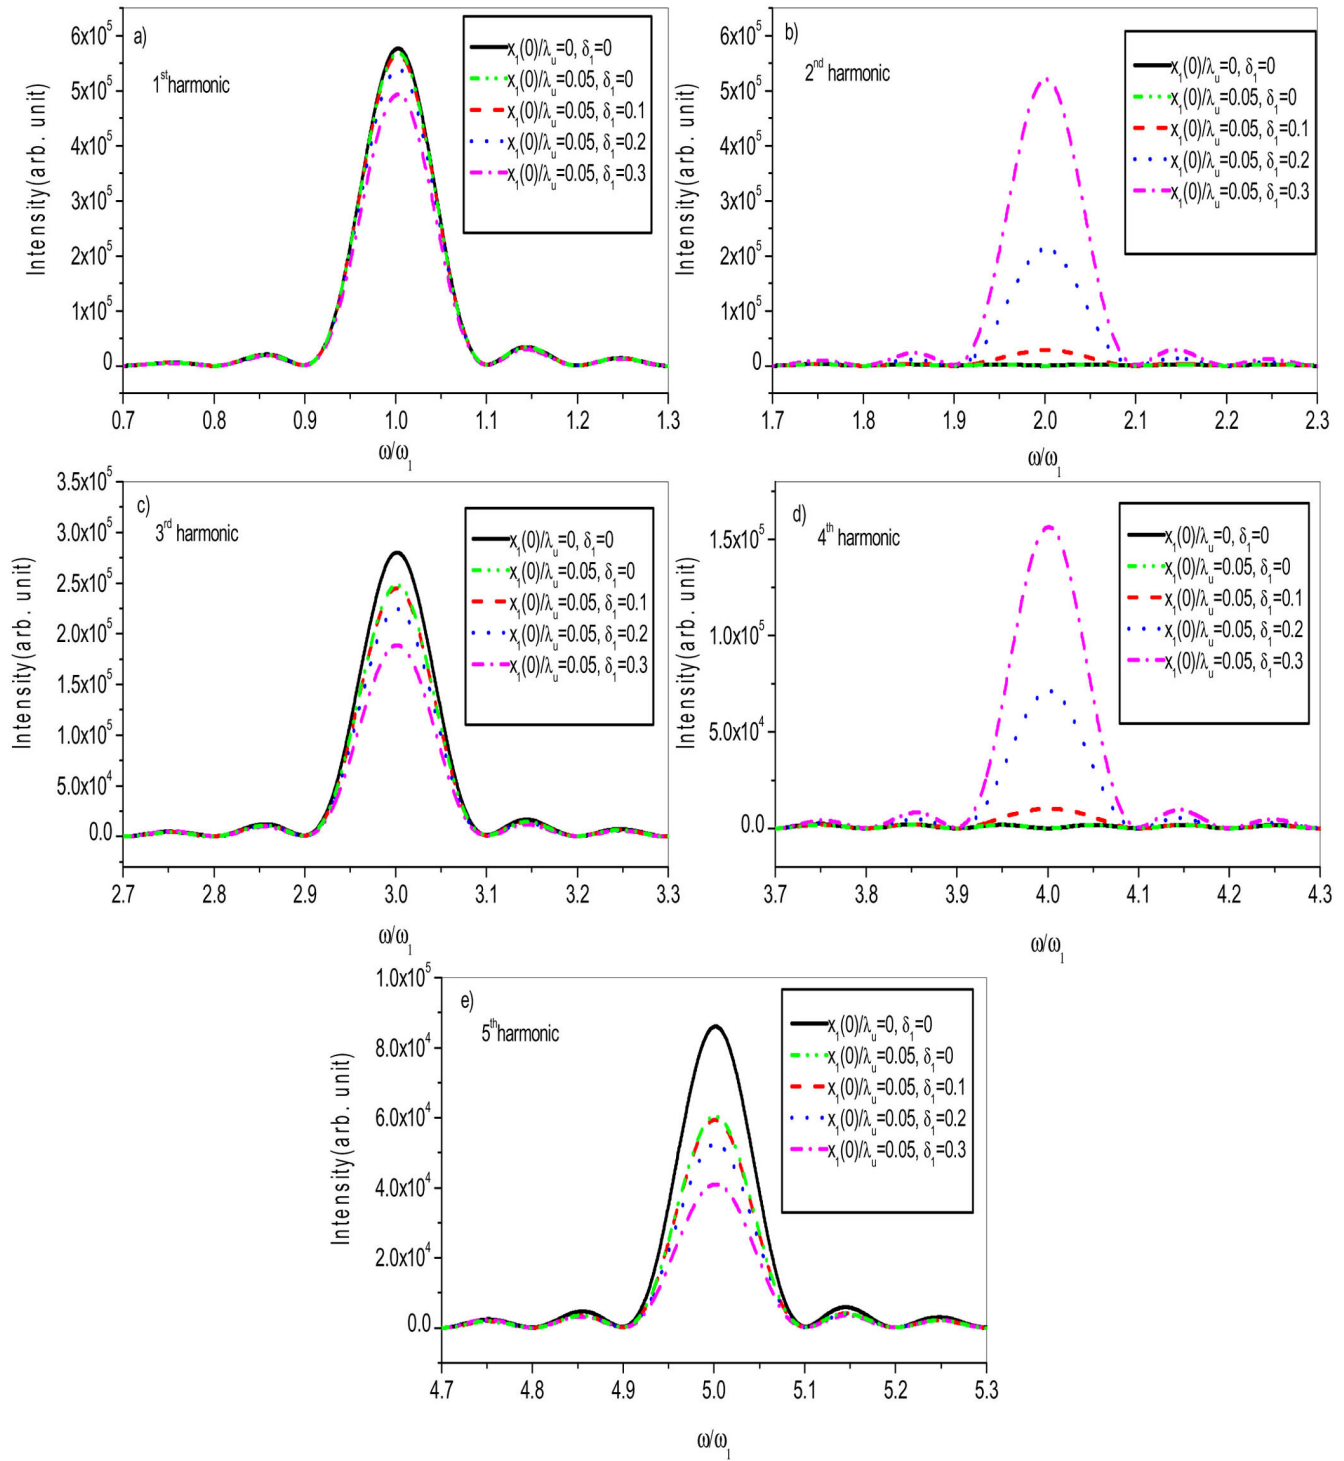 a)
1st harmonic
Intensity(arb. unit)
6x10^5
5x10^5
4x10^5
3x10^5
2x10^5
1x10^5
0
x₁(0)/λᵤ=0, δ₁=0
x₁(0)/λᵤ=0.05, δ₁=0
x₁(0)/λᵤ=0.05, δ₁=0.1
x₁(0)/λᵤ=0.05, δ₁=0.2
x₁(0)/λᵤ=0.05, δ₁=0.3
0.7 0.8 0.9 1.0 1.1 1.2 1.3
ω/ω₁
b)
2nd harmonic
Intensity(arb. unit)
6x10^5
5x10^5
4x10^5
3x10^5
2x10^5
1x10^5
0
x₁(0)/λᵤ=0, δ₁=0
x₁(0)/λᵤ=0.05, δ₁=0
x₁(0)/λᵤ=0.05, δ₁=0.1
x₁(0)/λᵤ=0.05, δ₁=0.2
x₁(0)/λᵤ=0.05, δ₁=0.3
1.7 1.8 1.9 2.0 2.1 2.2 2.3
ω/ω₁
c)
3rd harmonic
Intensity(arb. unit)
3.5x10^5
3.0x10^5
2.5x10^5
2.0x10^5
1.5x10^5
1.0x10^5
5.0x10^4
0.0
x₁(0)/λᵤ=0, δ₁=0
x₁(0)/λᵤ=0.05, δ₁=0
x₁(0)/λᵤ=0.05, δ₁=0.1
x₁(0)/λᵤ=0.05, δ₁=0.2
x₁(0)/λᵤ=0.05, δ₁=0.3
2.7 2.8 2.9 3.0 3.1 3.2 3.3
ω/ω₁
d)
4th harmonic
Intensity(arb. unit)
1.5x10^5
1.0x10^5
5.0x10^4
0.0
x₁(0)/λᵤ=0, δ₁=0
x₁(0)/λᵤ=0.05, δ₁=0
x₁(0)/λᵤ=0.05, δ₁=0.1
x₁(0)/λᵤ=0.05, δ₁=0.2
x₁(0)/λᵤ=0.05, δ₁=0.3
3.7 3.8 3.9 4.0 4.1 4.2 4.3
ω/ω₁
e)
5th harmonic
Intensity(arb. unit)
1.0x10^5
8.0x10^4
6.0x10^4
4.0x10^4
2.0x10^4
0.0
x₁(0)/λᵤ=0, δ₁=0
x₁(0)/λᵤ=0.05, δ₁=0
x₁(0)/λᵤ=0.05, δ₁=0.1
x₁(0)/λᵤ=0.05, δ₁=0.2
x₁(0)/λᵤ=0.05, δ₁=0.3
4.7 4.8 4.9 5.0 5.1 5.2 5.3
ω/ω₁